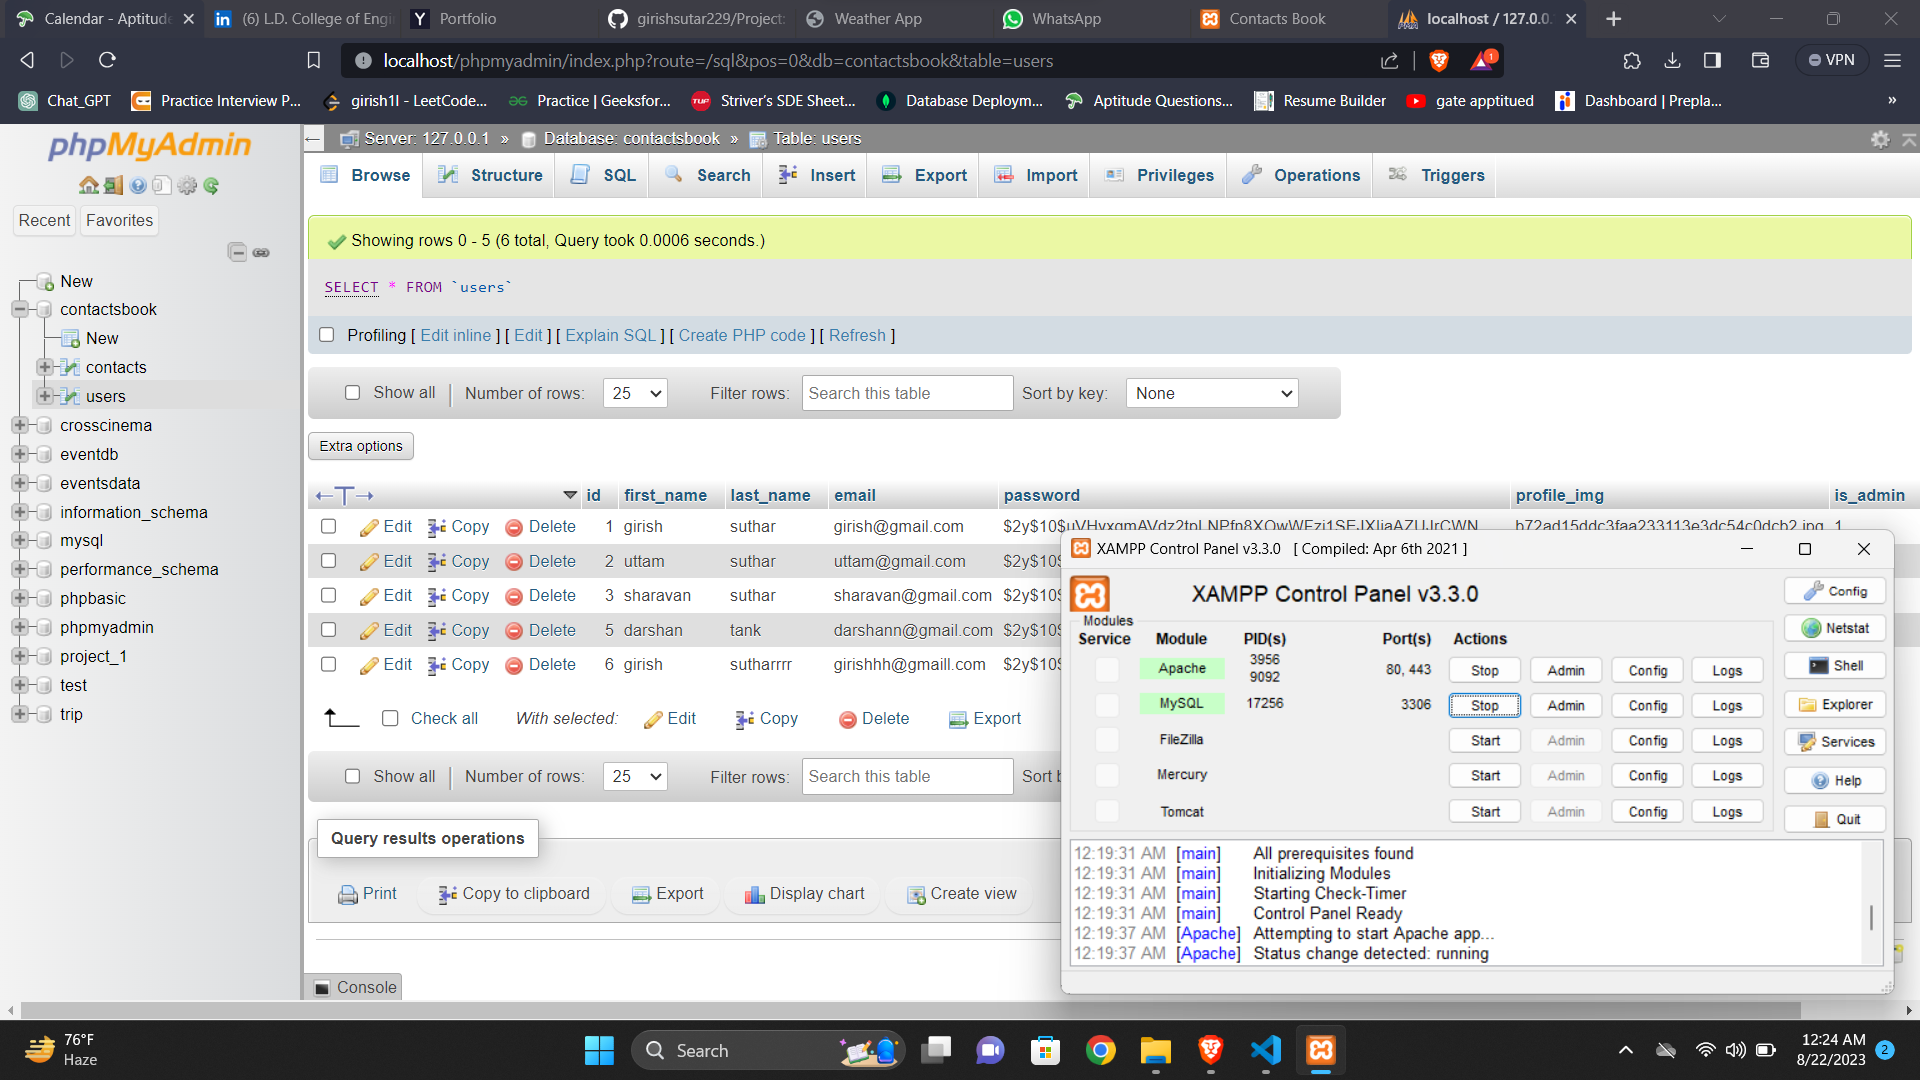 Calendar - Aptitude
(6) L.D. College of Engi
Portfolio
girishsutar229/Project:
Weather App
WhatsApp
Contacts Book
localhost / 127.0.0.
localhost/phpmyadmin/index.php?route=/sql&pos=0&db=contactsbook&table=users
1
VPN
Chat_GPT
Practice Interview P...
girish1l - LeetCode...
Practice | Geeksfor...
Striver's SDE Sheet...
Database Deploym...
Aptitude Questions...
Resume Builder
gate apptitued
Dashboard | Prepla...
»
phpMyAdmin
Server: 127.0.0.1 » Database: contactsbook » Table: users
Browse
Structure
SQL
Search
Insert
Export
Import
Privileges
Operations
Triggers
Recent
Favorites
New
contactsbook
New
contacts
users
crosscinema
eventdb
eventsdata
information_schema
mysql
performance_schema
phpbasic
phpmyadmin
project_1
test
trip
Showing rows 0 - 5 (6 total, Query took 0.0006 seconds.)
SELECT * FROM `users`
Profiling [ Edit inline ] [ Edit ] [ Explain SQL ] [ Create PHP code ] [ Refresh ]
Show all | Number of rows: 25 Filter rows: Search this table Sort by key: None
Extra options
id first_name last_name email password profile_img is_admin
Edit Copy Delete 1 girish suthar girish@gmail.com
Edit Copy Delete 2 uttam suthar uttam@gmail.com $2y$10$
Edit Copy Delete 3 sharavan suthar sharavan@gmail.com $2y$10$
Edit Copy Delete 5 darshan tank darshann@gmail.com $2y$10$
Edit Copy Delete 6 girish sutharrrr girishhh@gmaill.com $2y$10$
Check all With selected: Edit Copy Delete Export
Show all | Number of rows: 25 Filter rows: Search this table Sort
Query results operations
Print Copy to clipboard Export Display chart Create view
Console
XAMPP Control Panel v3.3.0 [ Compiled: Apr 6th 2021 ]
XAMPP Control Panel v3.3.0
Modules
Service Module PID(s) Port(s) Actions
Apache 3956 9092 80, 443 Stop Admin Config Logs
MySQL 17256 3306 Stop Admin Config Logs
FileZilla Start Admin Config Logs
Mercury Start Admin Config Logs
Tomcat Start Admin Config Logs
Config
Netstat
Shell
Explorer
Services
Help
Quit
12:19:31 AM [main] All prerequisites found
12:19:31 AM [main] Initializing Modules
12:19:31 AM [main] Starting Check-Timer
12:19:31 AM [main] Control Panel Ready
12:19:37 AM [Apache] Attempting to start Apache app...
12:19:37 AM [Apache] Status change detected: running
76°F
Haze
Search
12:24 AM
8/22/2023
2